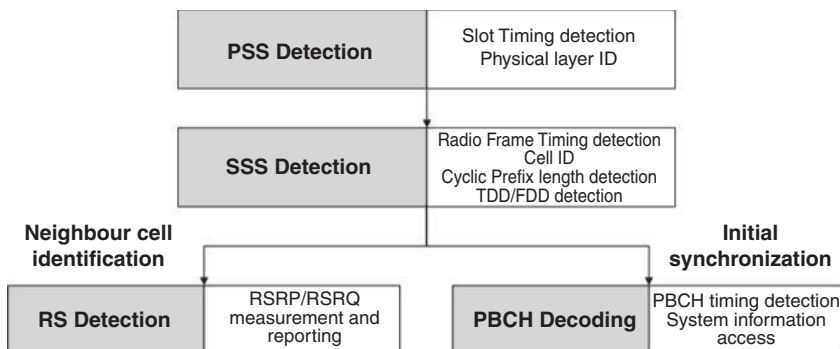 PSS Detection
Slot Timing detection
Physical layer ID
SSS Detection
Radio Frame Timing detection
Cell ID
Cyclic Prefix length detection
TDD/FDD detection
Neighbour cell
identification
Initial
synchronization
RS Detection
RSRP/RSRQ
measurement and
reporting
PBCH Decoding
PBCH timing detection
System information
access